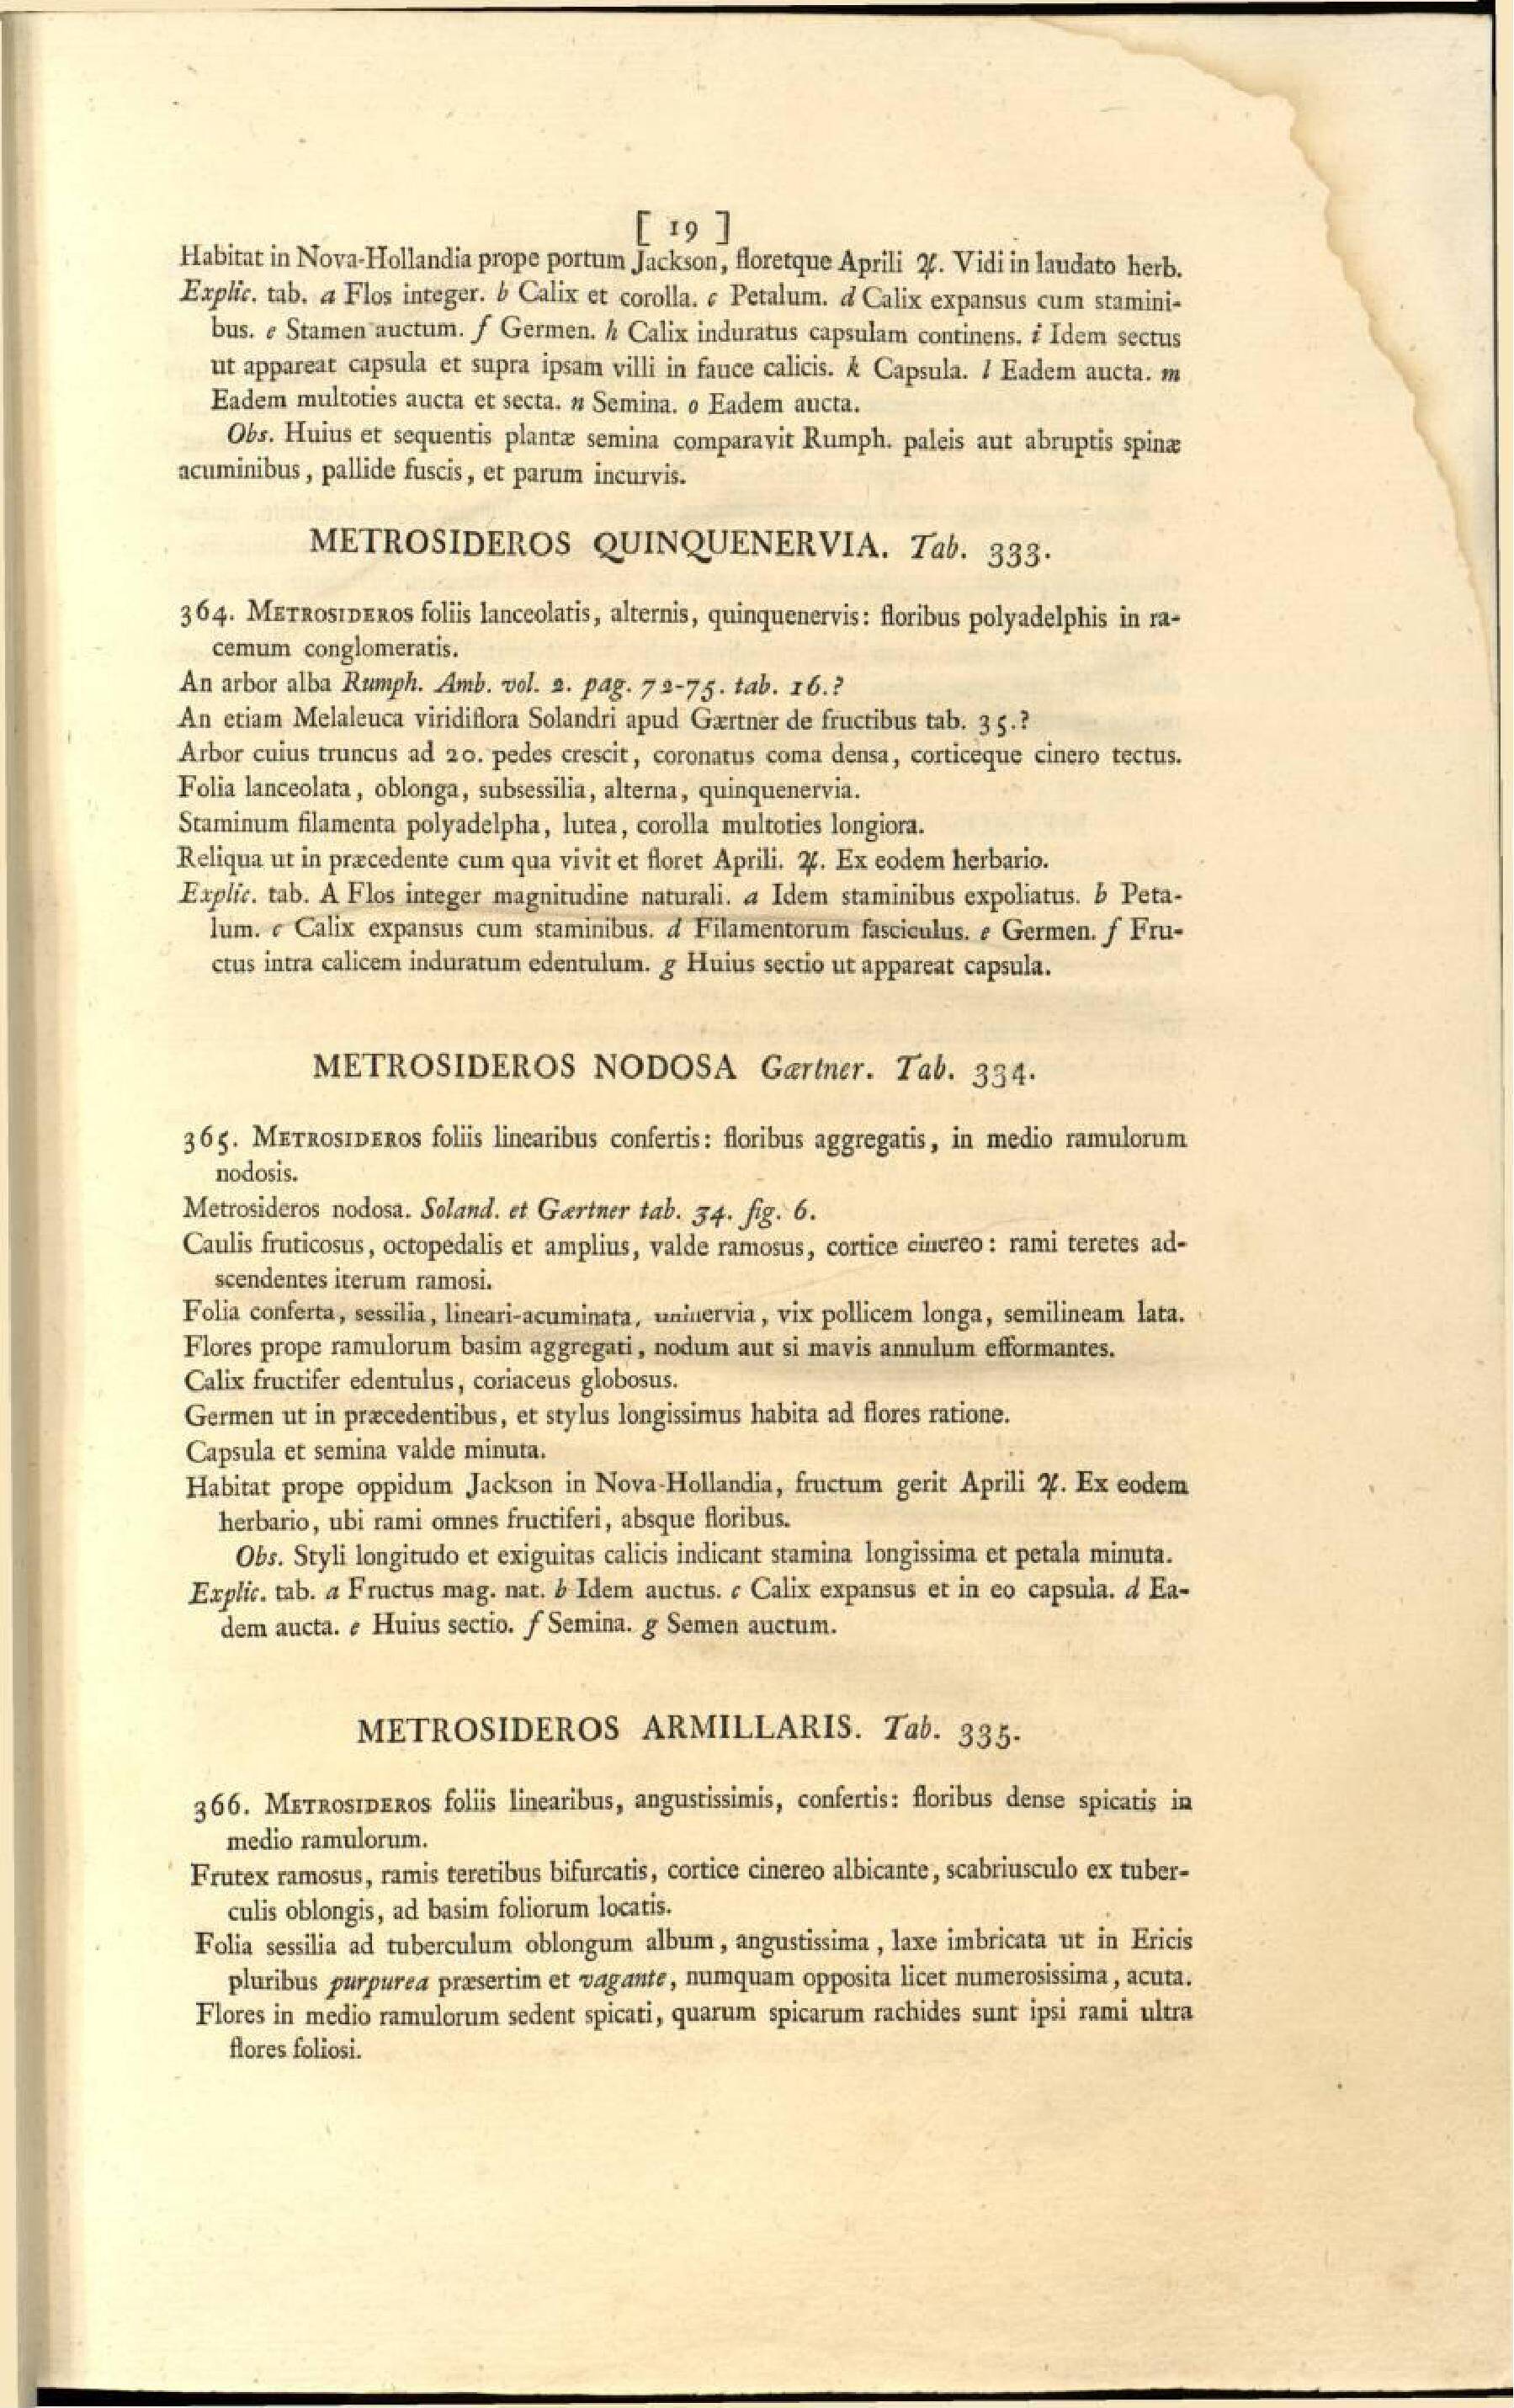 [ 19 ]
Habitat in Nova-Hollandia prope portum Jackson, floretque Aprili ♃. Vidi in laudato herb.
Explic. tab. a Flos integer. b Calix et corolla. c Petalum. d Calix expansus cum stamini-
bus. e Stamen auctum. f Germen. h Calix induratus capsulam continens. i Idem sectus
ut appareat capsula et supra ipsam villi in fauce calicis. k Capsula. l Eadem aucta. m
Eadem multoties aucta et secta. n Semina. o Eadem aucta.
Obs. Huius et sequentis plantæ semina comparavit Rumph. paleis aut abruptis spinæ
acuminibus, pallide fuscis, et parum incurvis.
METROSIDEROS QUINQUENERVIA. Tab. 333.
364. METROSIDEROS foliis lanceolatis, alternis, quinquenervis: floribus polyadelphis in ra-
cemum conglomeratis.
An arbor alba Rumph. Amb. vol. 2. pag. 72-75. tab. 16.?
An etiam Melaleuca viridiflora Solandri apud Gærtner de fructibus tab. 35.?
Arbor cuius truncus ad 20. pedes crescit, coronatus coma densa, corticeque cinero tectus.
Folia lanceolata, oblonga, subsessilia, alterna, quinquenervia.
Staminum filamenta polyadelpha, lutea, corolla multoties longiora.
Reliqua ut in præcedente cum qua vivit et floret Aprili. ♃. Ex eodem herbario.
Explic. tab. A Flos integer magnitudine naturali. a Idem staminibus expoliatus. b Peta-
lum. c Calix expansus cum staminibus. d Filamentorum fasciculus. e Germen. f Fru-
ctus intra calicem induratum edentulum. g Huius sectio ut appareat capsula.
METROSIDEROS NODOSA Gærtner. Tab. 334.
365. METROSIDEROS foliis linearibus confertis: floribus aggregatis, in medio ramulorum
nodosis.
Metrosideros nodosa. Soland. et Gærtner tab. 34. fig. 6.
Caulis fruticosus, octopedalis et amplius, valde ramosus, cortice cinereo: rami teretes ad-
scendentes iterum ramosi.
Folia conferta, sessilia, lineari-acuminata, uninervia, vix pollicem longa, semilineam lata.
Flores prope ramulorum basim aggregati, nodum aut si mavis annulum efformantes.
Calix fructifer edentulus, coriaceus globosus.
Germen ut in præcedentibus, et stylus longissimus habita ad flores ratione.
Capsula et semina valde minuta.
Habitat prope oppidum Jackson in Nova-Hollandia, fructum gerit Aprili ♃. Ex eodem
herbario, ubi rami omnes fructiferi, absque floribus.
Obs. Styli longitudo et exiguitas calicis indicant stamina longissima et petala minuta.
Explic. tab. a Fructus mag. nat. b Idem auctus. c Calix expansus et in eo capsula. d Ea-
dem aucta. e Huius sectio. f Semina. g Semen auctum.
METROSIDEROS ARMILLARIS. Tab. 335.
366. METROSIDEROS foliis linearibus, angustissimis, confertis: floribus dense spicatis in
medio ramulorum.
Frutex ramosus, ramis teretibus bifurcatis, cortice cinereo albicante, scabriusculo ex tuber-
culis oblongis, ad basim foliorum locatis.
Folia sessilia ad tuberculum oblongum album, angustissima, laxe imbricata ut in Ericis
pluribus purpurea præsertim et vagante, numquam opposita licet numerosissima, acuta.
Flores in medio ramulorum sedent spicati, quarum spicarum rachides sunt ipsi rami ultra
flores foliosi.